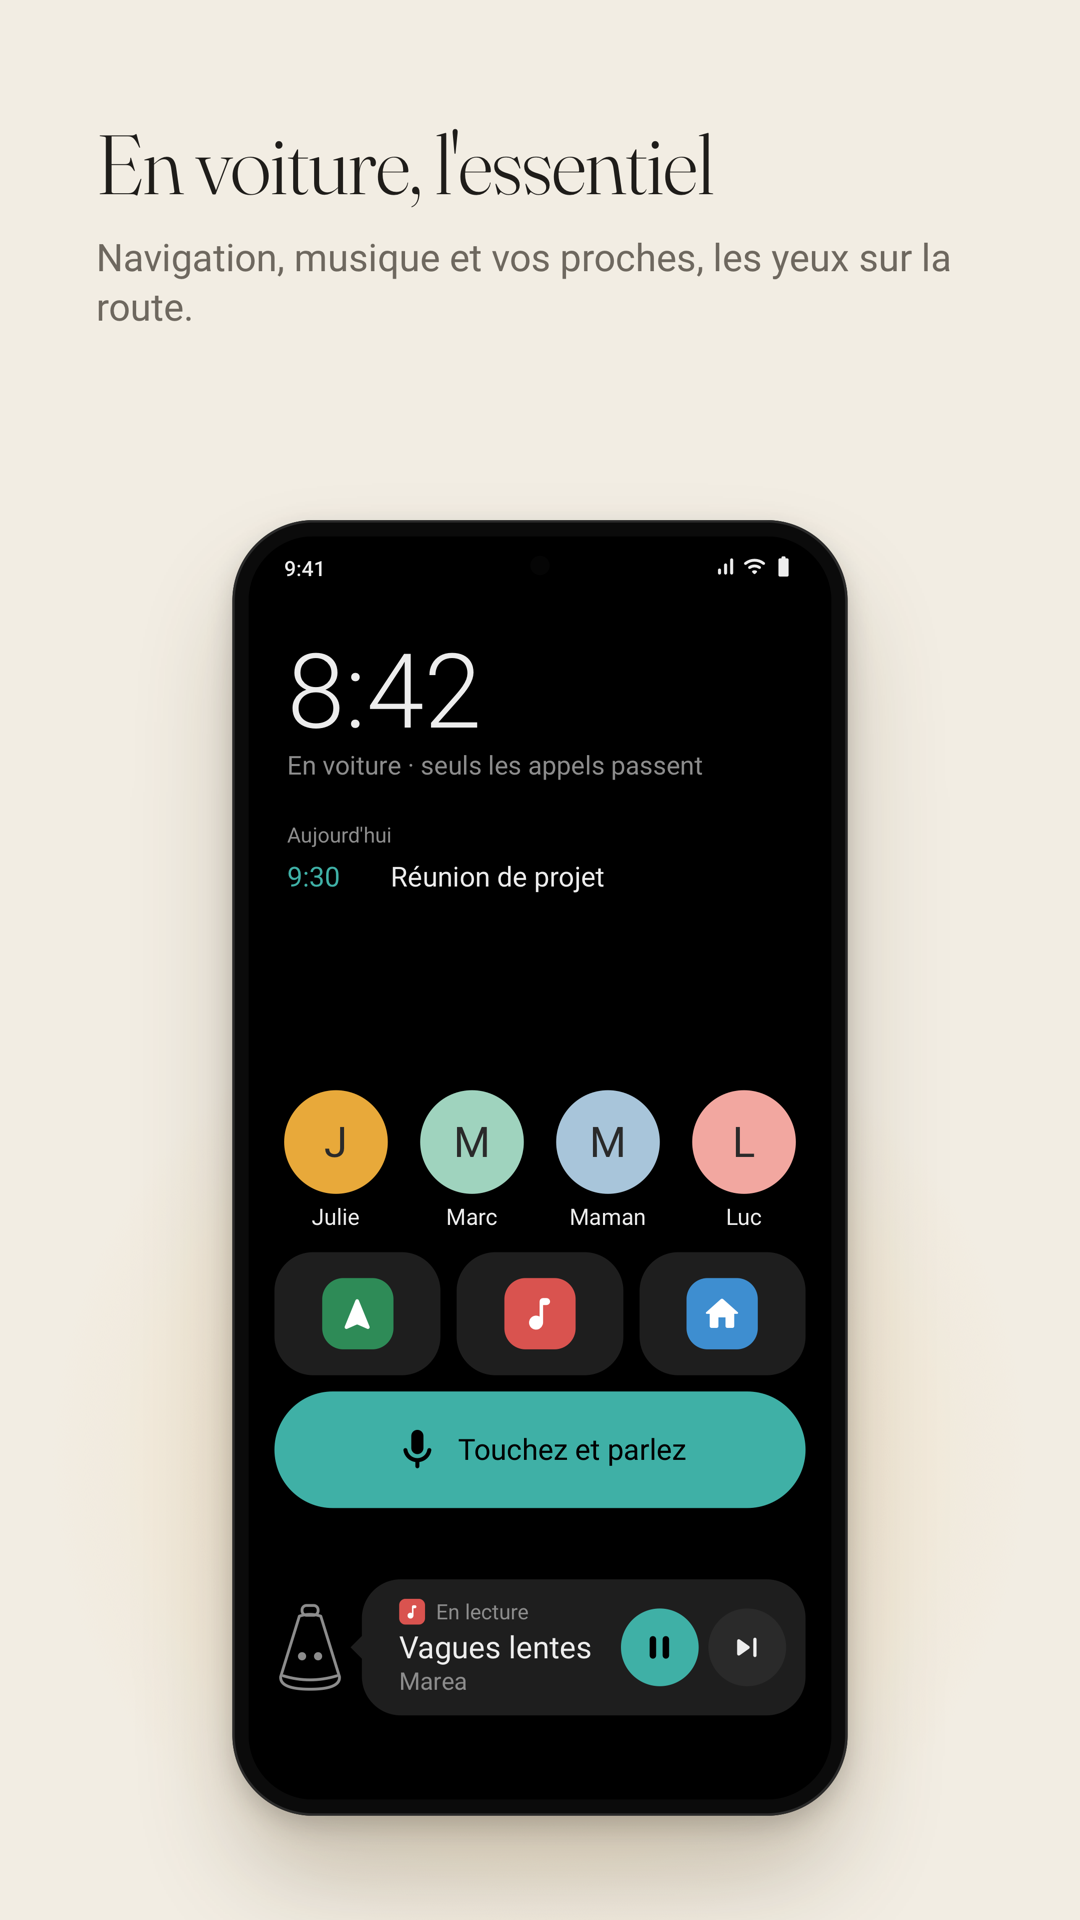 En voiture, l'essentiel
Navigation, musique et vos proches, les yeux sur la
route.
9:41
8:42
En voiture · seuls les appels passent
Aujourd'hui
9:30 Réunion de projet
J M M L
Julie Marc Maman Luc
Touchez et parlez
En lecture
Vagues lentes
Marea